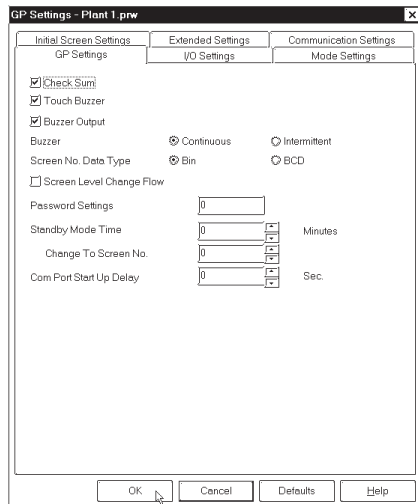 GP Settings - Plant 1.prw
Initial Screen Settings Extended Settings Communication Settings
GP Settings I/O Settings Mode Settings
Check Sum
Touch Buzzer
Buzzer Output
Buzzer Continuous Intermittent
Screen No. Data Type Bin BCD
Screen Level Change Flow
Password Settings 0
Standby Mode Time 0 Minutes
Change To Screen No. 0
Com Port Start Up Delay 0 Sec.
OK Cancel Defaults Help